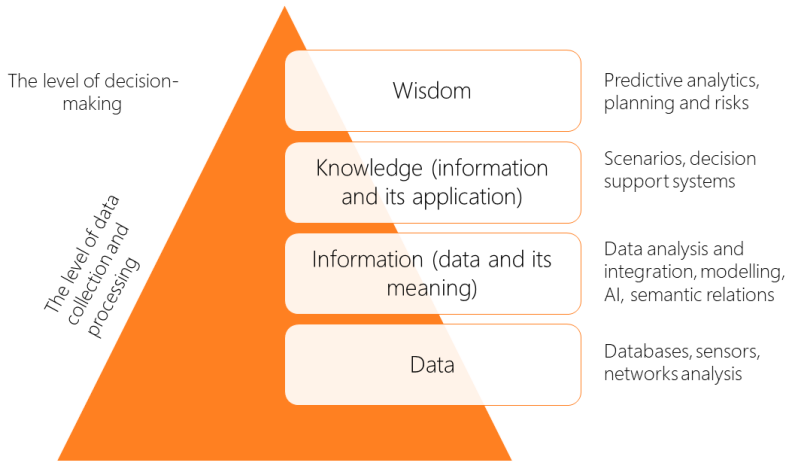 The level of decision-
making
Wisdom
Predictive analytics,
planning and risks
Knowledge (information
and its application)
Scenarios, decision
support systems
The level of data
collection and
processing
Information (data and its
meaning)
Data analysis and
integration, modelling,
AI, semantic relations
Data
Databases, sensors,
networks analysis